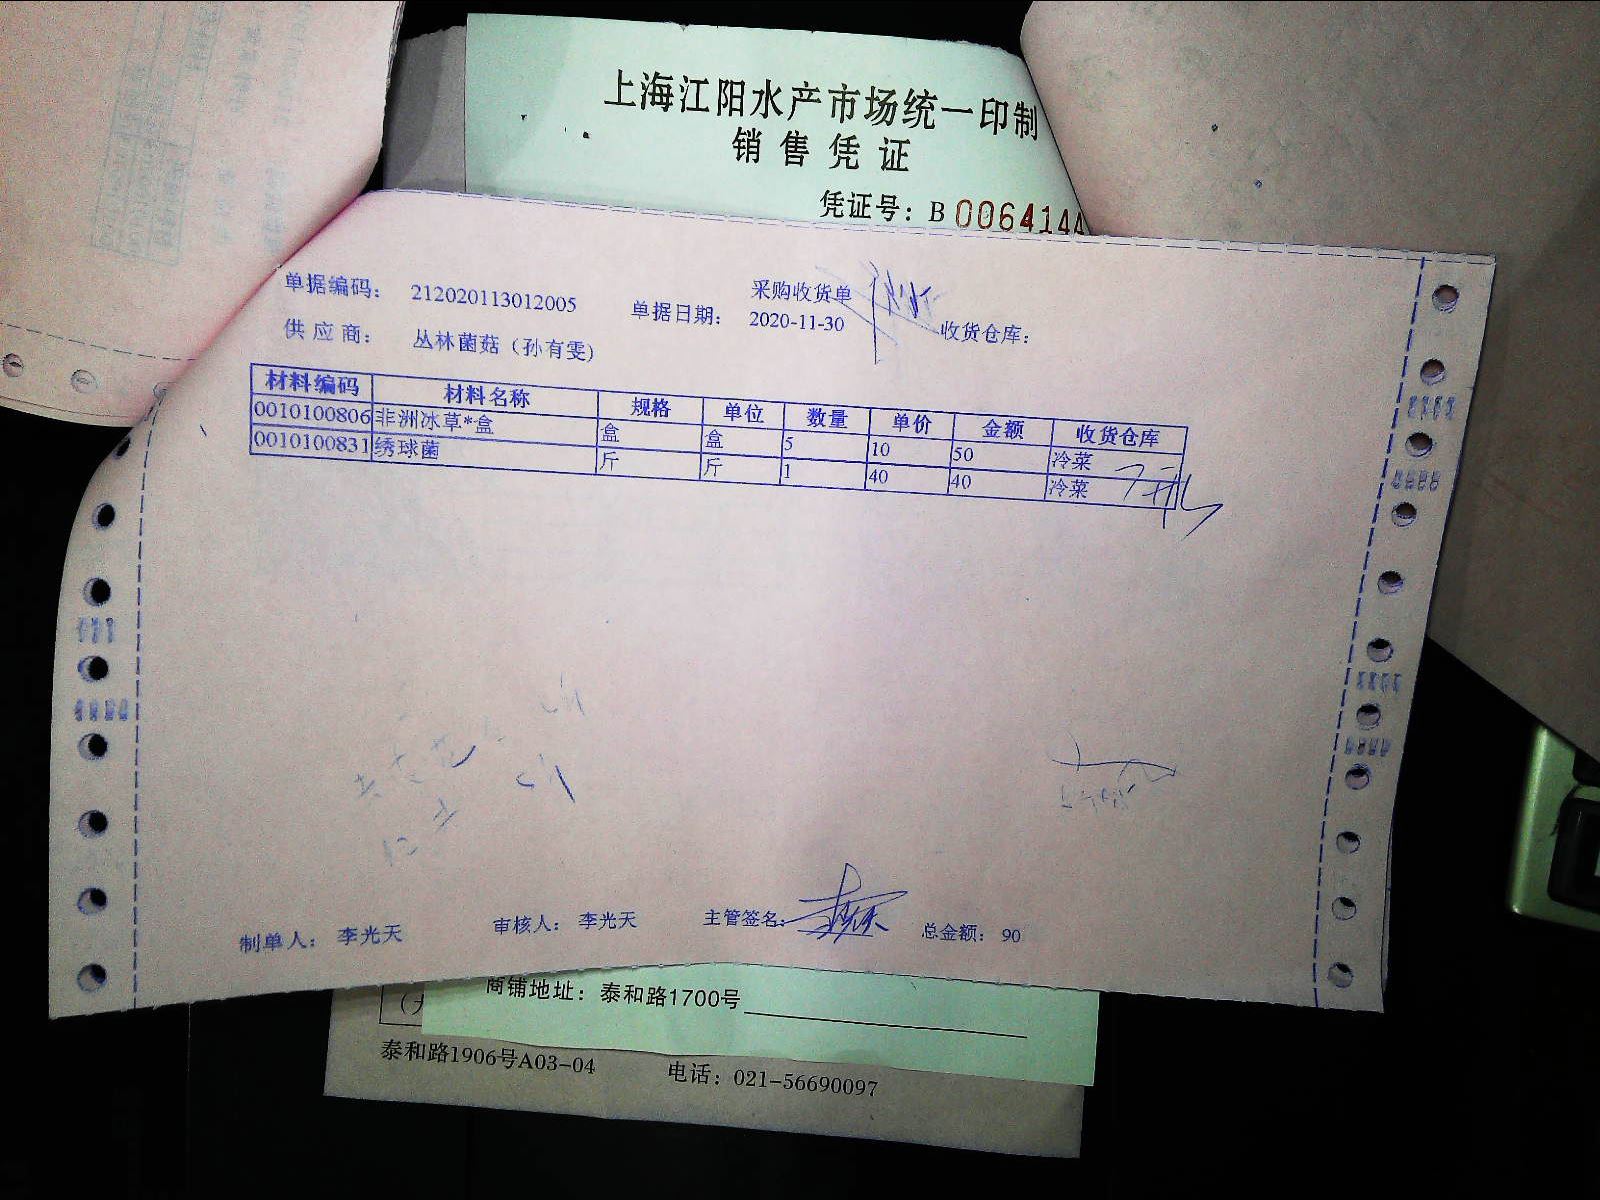 上海江阳水产市场统一印制
销售凭证
凭证号：B 0064144
采购收货单
单据编码： 212020113012005 单据日期： 2020-11-30 收货仓库：
供应商： 丛林菌菇（孙有雯）
材料编码 材料名称 规格 单位 数量 单价 金额 收货仓库
0010100806 非洲冰草*盒 盒 盒 5 10 50 冷菜
0010100831 绣球菌 斤 斤 1 40 40 冷菜
制单人： 李光天 审核人： 李光天 主管签名： 总金额： 90
商铺地址：泰和路1700号
泰和路1906号A03-04 电话：021-56690097